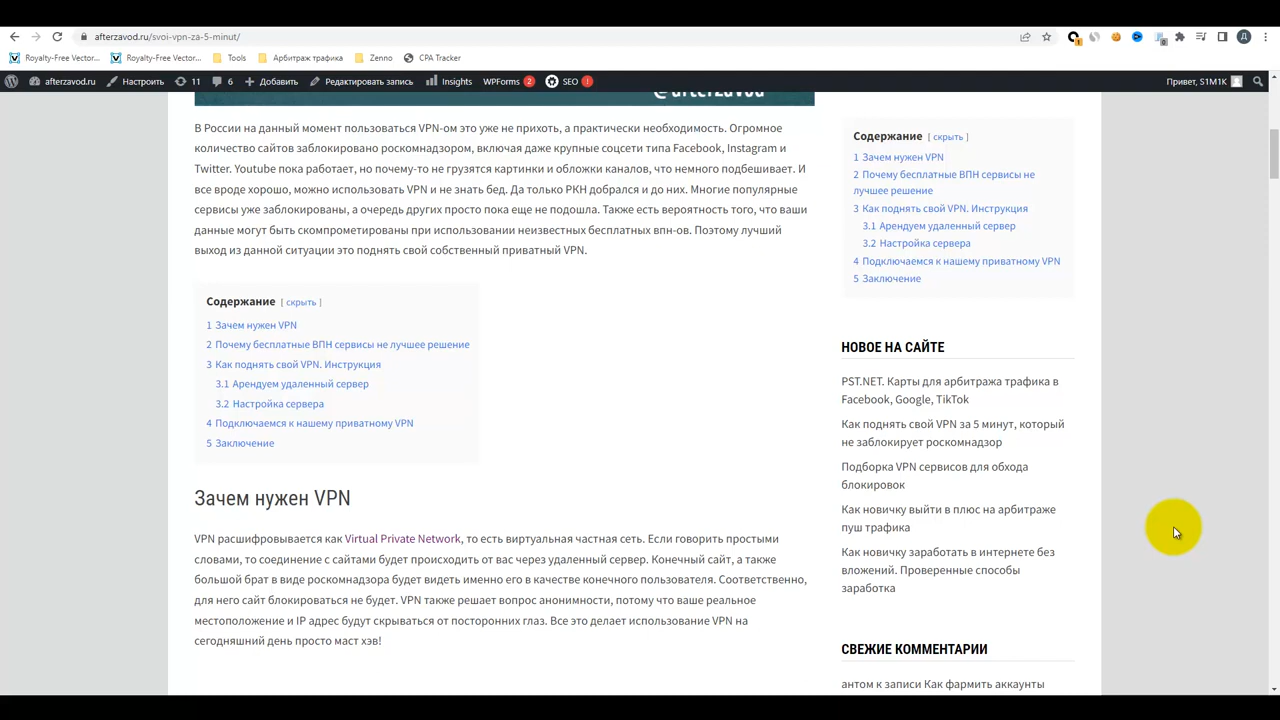 afterzavod.ru/svoi-vpn-za-5-minut/
Royalty-Free Vector...
Royalty-Free Vector...
Tools
Арбитраж трафика
Zenno
CPA Tracker
afterzavod.ru
Настроить
11
6
Добавить
Редактировать запись
Insights
WPForms 2
SEO !
Привет, S1M1K
@afterzavod
В России на данный момент пользоваться VPN-ом это уже не прихоть, а практически необходимость. Огромное
количество сайтов заблокировано роскомнадзором, включая даже крупные соцсети типа Facebook, Instagram и
Twitter. Youtube пока работает, но почему-то не грузятся картинки и обложки каналов, что немного подбешивает. И
все вроде хорошо, можно использовать VPN и не знать бед. Да только РКН добрался и до них. Многие популярные
сервисы уже заблокированы, а очередь других просто пока еще не подошла. Также есть вероятность того, что ваши
данные могут быть скомпрометированы при использовании неизвестных бесплатных впн-ов. Поэтому лучший
выход из данной ситуации это поднять свой собственный приватный VPN.
Содержание [ скрыть ]
1 Зачем нужен VPN
2 Почему бесплатные ВПН сервисы не лучшее решение
3 Как поднять свой VPN. Инструкция
3.1 Арендуем удаленный сервер
3.2 Настройка сервера
4 Подключаемся к нашему приватному VPN
5 Заключение
Зачем нужен VPN
VPN расшифровывается как Virtual Private Network, то есть виртуальная частная сеть. Если говорить простыми
словами, то соединение с сайтами будет происходить от вас через удаленный сервер. Конечный сайт, а также
большой брат в виде роскомнадзора будет видеть именно его в качестве конечного пользователя. Соответственно,
для него сайт блокироваться не будет. VPN также решает вопрос анонимности, потому что ваше реальное
местоположение и IP адрес будут скрываться от посторонних глаз. Все это делает использование VPN на
сегодняшний день просто маст хэв!
Содержание [ скрыть ]
1 Зачем нужен VPN
2 Почему бесплатные ВПН сервисы не
лучшее решение
3 Как поднять свой VPN. Инструкция
3.1 Арендуем удаленный сервер
3.2 Настройка сервера
4 Подключаемся к нашему приватному VPN
5 Заключение
НОВОЕ НА САЙТЕ
PST.NET. Карты для арбитража трафика в
Facebook, Google, TikTok
Как поднять свой VPN за 5 минут, который
не заблокирует роскомнадзор
Подборка VPN сервисов для обхода
блокировок
Как новичку выйти в плюс на арбитраже
пуш трафика
Как новичку заработать в интернете без
вложений. Проверенные способы
заработка
СВЕЖИЕ КОММЕНТАРИИ
антом к записи Как фармить аккаунты